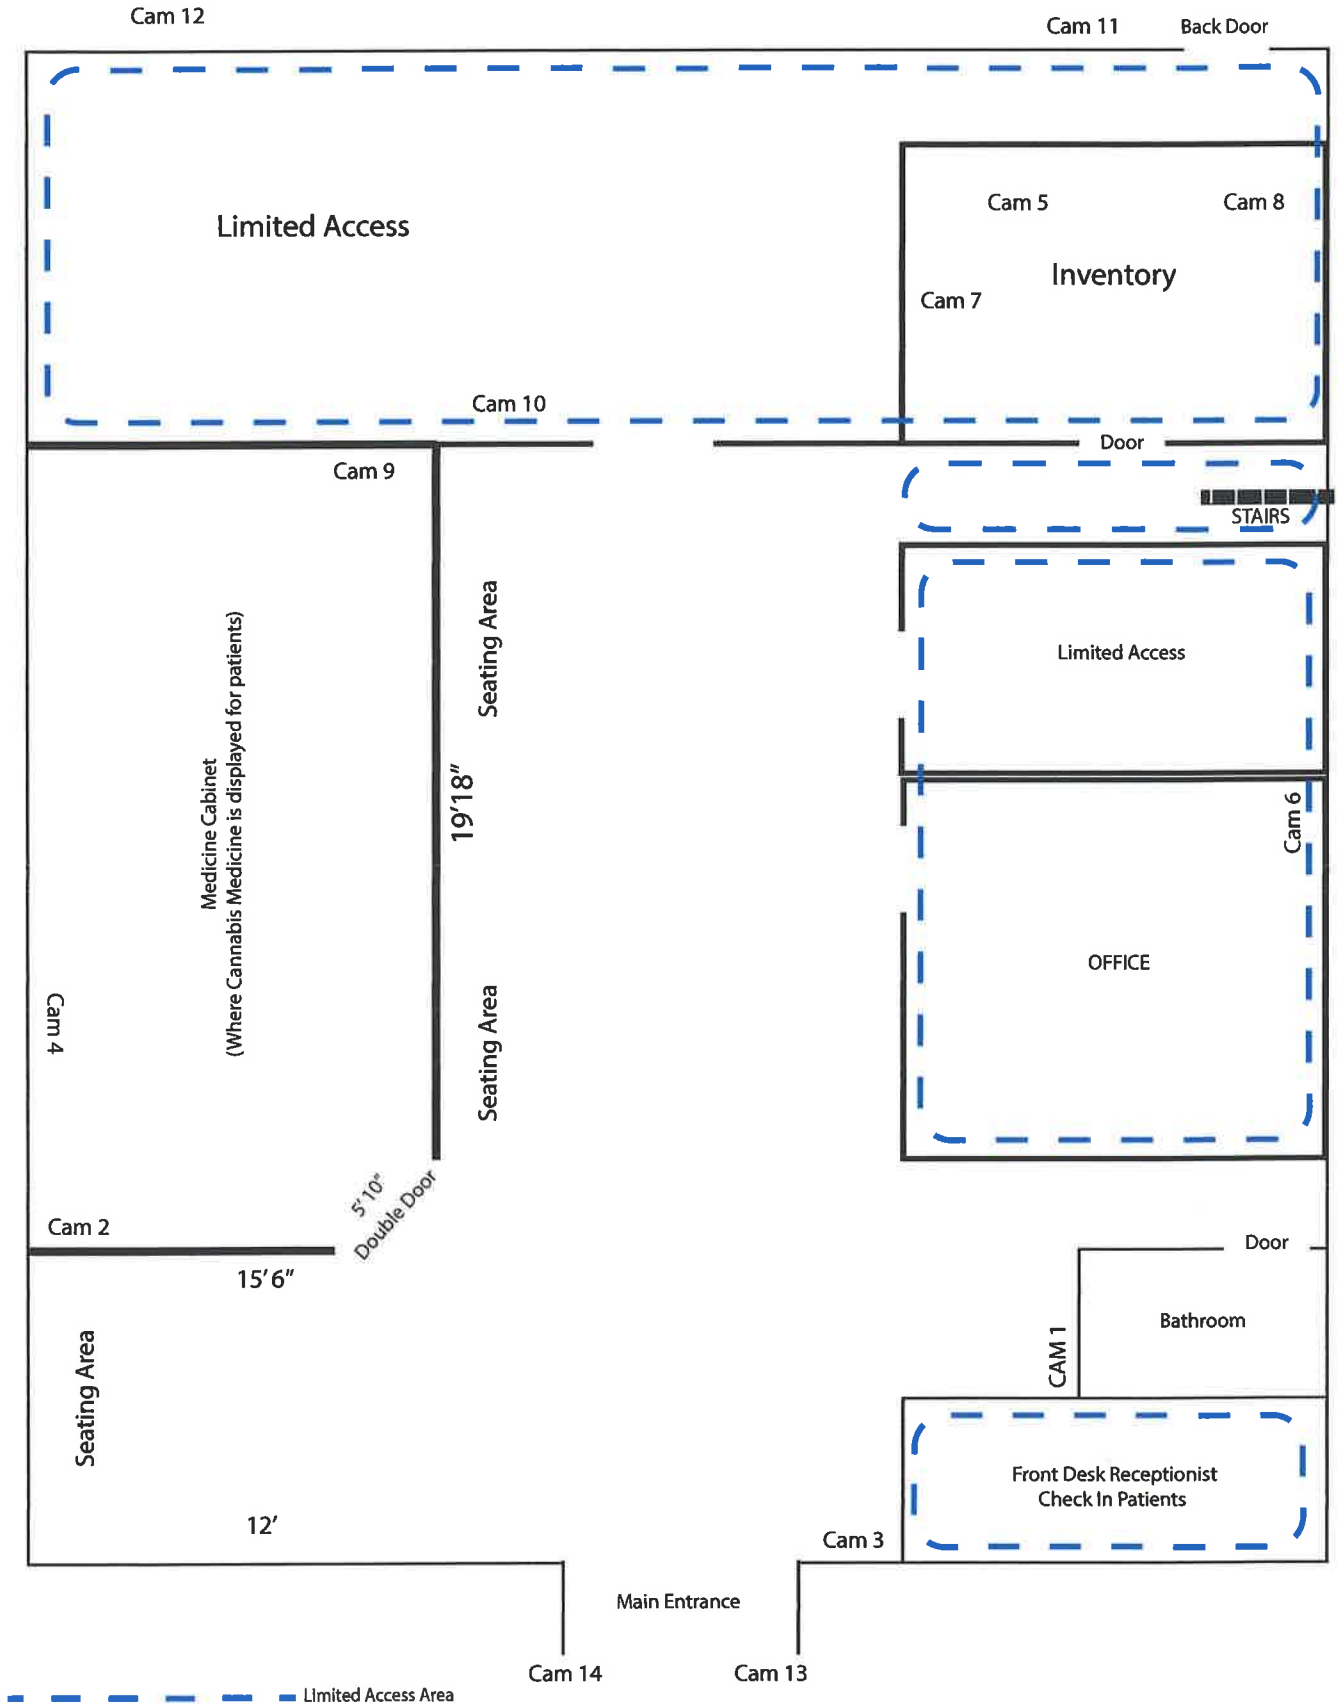 Cam 12
Cam 11
Back Door
Limited Access
Cam 5
Cam 8
Inventory
Cam 7
Cam 10
Door
Cam 9
STAIRS
Seating Area
Limited Access
Medicine Cabinet
(Where Cannabis Medicine is displayed for patients)
19'18"
Cam 6
OFFICE
Cam 4
Seating Area
5'10"
Double Door
Cam 2
15'6"
Door
Bathroom
CAM 1
Seating Area
Front Desk Receptionist
Check In Patients
12'
Cam 3
Main Entrance
Cam 14
Cam 13
Limited Access Area